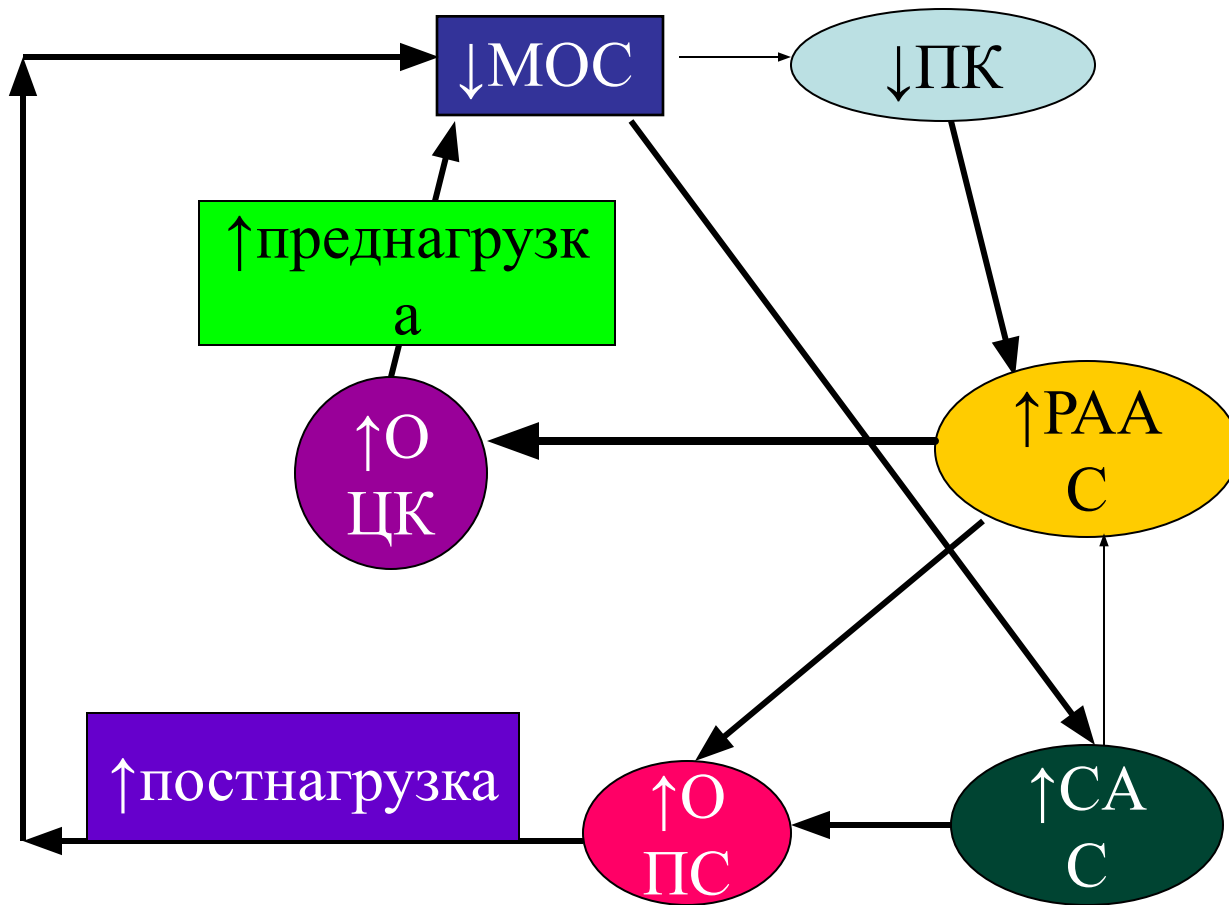 ↓МОС
↓ПК
↑преднагрузк
а
↑РАА
С
↑О
ЦК
↑постнагрузка
↑О
ПС
↑СА
С